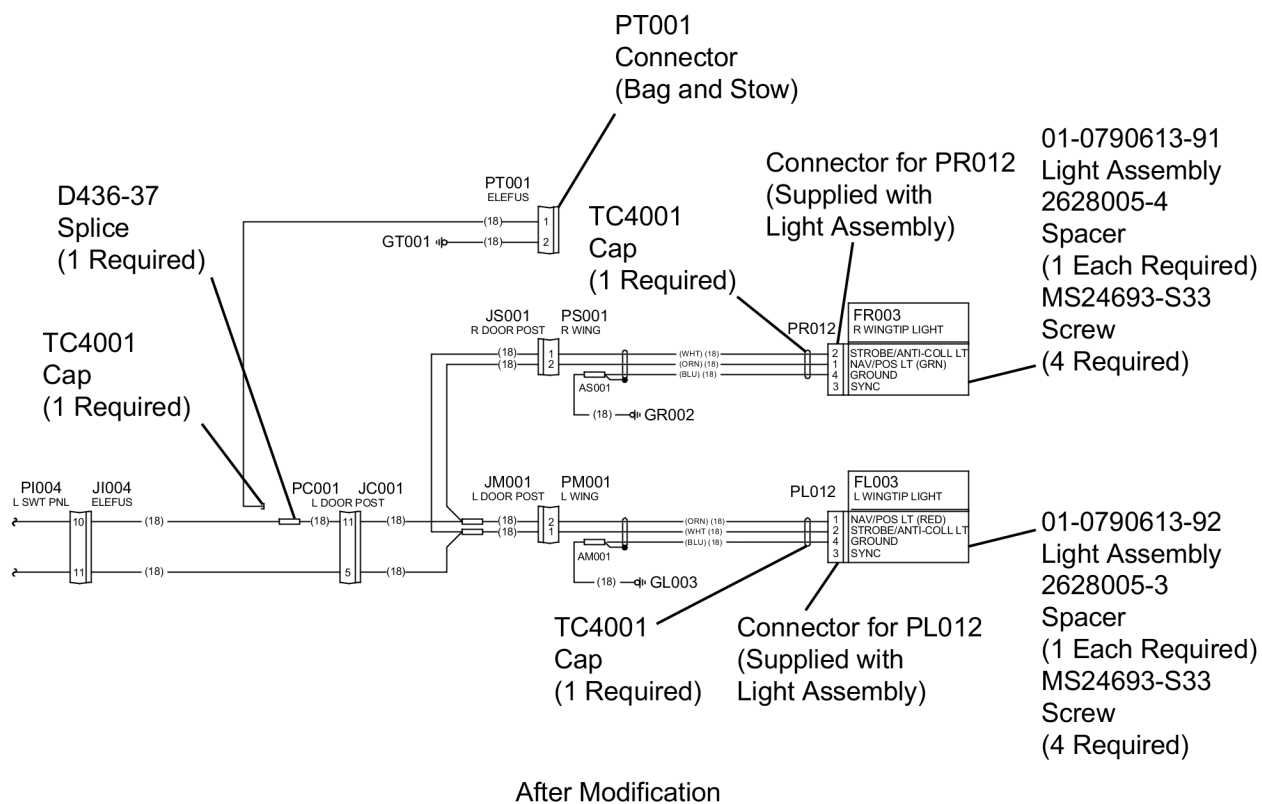 PT001
Connector
(Bag and Stow)
01-0790613-91
Light Assembly
2628005-4
Spacer
(1 Each Required)
MS24693-S33
Screw
(4 Required)
Connector for PR012
(Supplied with
Light Assembly)
D436-37
Splice
(1 Required)
TC4001
Cap
(1 Required)
PT001
ELEFUS
(18)
1
GT001
(18)
2
TC4001
Cap
(1 Required)
JS001
R DOOR POST
PS001
R WING
PR012
FR003
R WINGTIP LIGHT
(18)
1
(WHT) (18)
2
STROBE/ANTI-COLL LT
(18)
2
(ORN) (18)
1
NAV/POS LT (GRN)
(BLU) (18)
4
GROUND
3
SYNC
AS001
(18)
GR002
PI004
L SWT PNL
JI004
ELEFUS
PC001
L DOOR POST
JC001
JM001
L DOOR POST
PM001
L WING
PL012
FL003
L WINGTIP LIGHT
10
(18)
(18)
11
(18)
(18)
2
(ORN) (18)
1
NAV/POS LT (RED)
(18)
1
(WHT (18)
2
STROBE/ANTI-COLL LT
(BLU) (18)
4
GROUND
3
SYNC
AM001
11
(18)
5
(18)
(18)
GL003
01-0790613-92
Light Assembly
2628005-3
Spacer
(1 Each Required)
MS24693-S33
Screw
(4 Required)
TC4001
Cap
(1 Required)
Connector for PL012
(Supplied with
Light Assembly)
After Modification